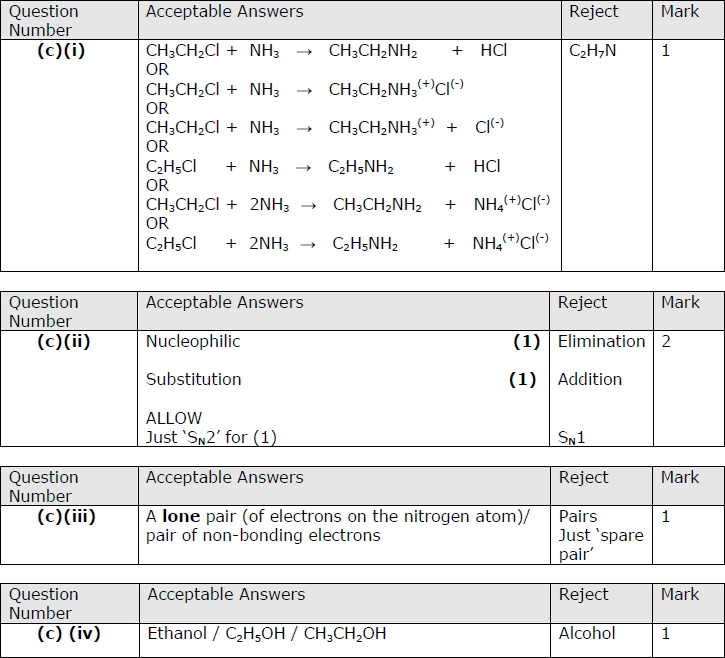 Question Number Acceptable Answers Reject Mark
(c)(i) CH₃CH₂Cl + NH₃ → CH₃CH₂NH₂ + HCl C₂H₇N 1
OR
CH₃CH₂Cl + NH₃ → CH₃CH₂NH₃⁽⁺⁾Cl⁽⁻⁾
OR
CH₃CH₂Cl + NH₃ → CH₃CH₂NH₃⁽⁺⁾ + Cl⁽⁻⁾
OR
C₂H₅Cl + NH₃ → C₂H₅NH₂ + HCl
OR
CH₃CH₂Cl + 2NH₃ → CH₃CH₂NH₂ + NH₄⁽⁺⁾Cl⁽⁻⁾
OR
C₂H₅Cl + 2NH₃ → C₂H₅NH₂ + NH₄⁽⁺⁾Cl⁽⁻⁾
Question Number Acceptable Answers Reject Mark
(c)(ii) Nucleophilic (1) Elimination 2
Substitution (1) Addition
ALLOW
Just ‘S_N2’ for (1) S_N1
Question Number Acceptable Answers Reject Mark
(c)(iii) A lone pair (of electrons on the nitrogen atom)/ Pairs 1
pair of non-bonding electrons Just ‘spare
pair’
Question Number Acceptable Answers Reject Mark
(c) (iv) Ethanol / C₂H₅OH / CH₃CH₂OH Alcohol 1